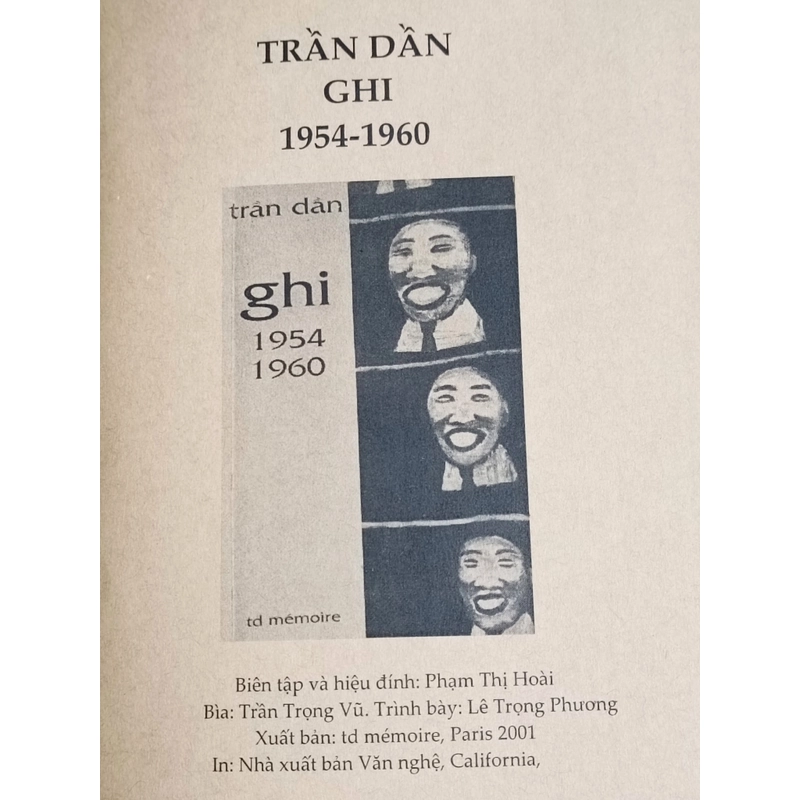 TRẦN DẦN
GHI
1954-1960
trần dần
ghi
1954
1960
td mémoire
Biên tập và hiệu đính: Phạm Thị Hoài
Bìa: Trần Trọng Vũ. Trình bày: Lê Trọng Phương
Xuất bản: td mémoire, Paris 2001
In: Nhà xuất bản Văn nghệ, California,